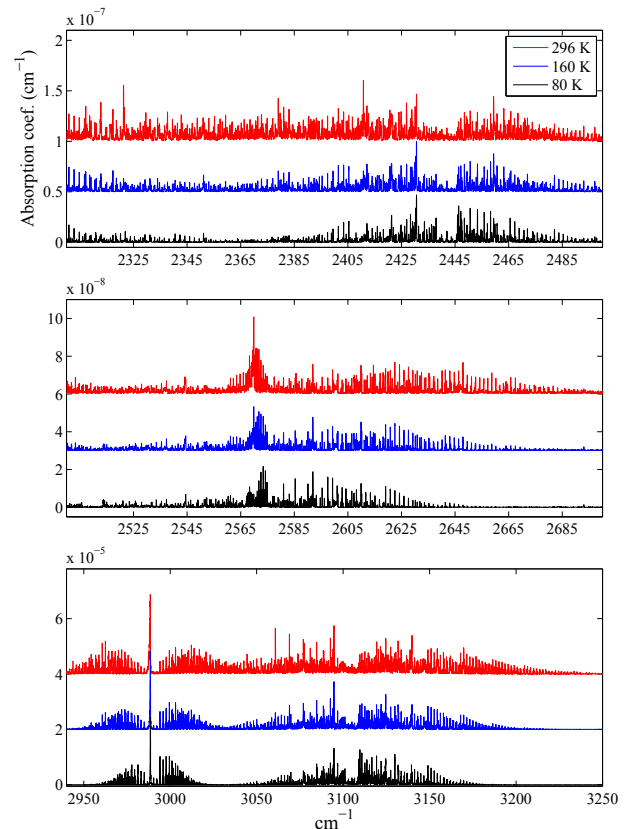 x 10⁻⁷
2
1.5
1
0.5
0
Absorption coef. (cm⁻¹)
296 K
160 K
80 K
2325 2345 2365 2385 2405 2425 2445 2465 2485
x 10⁻⁸
10
8
6
4
2
0
2525 2545 2565 2585 2605 2625 2645 2665 2685
x 10⁻⁵
6
4
2
0
2950 3000 3050 3100 3150 3200 3250
cm⁻¹